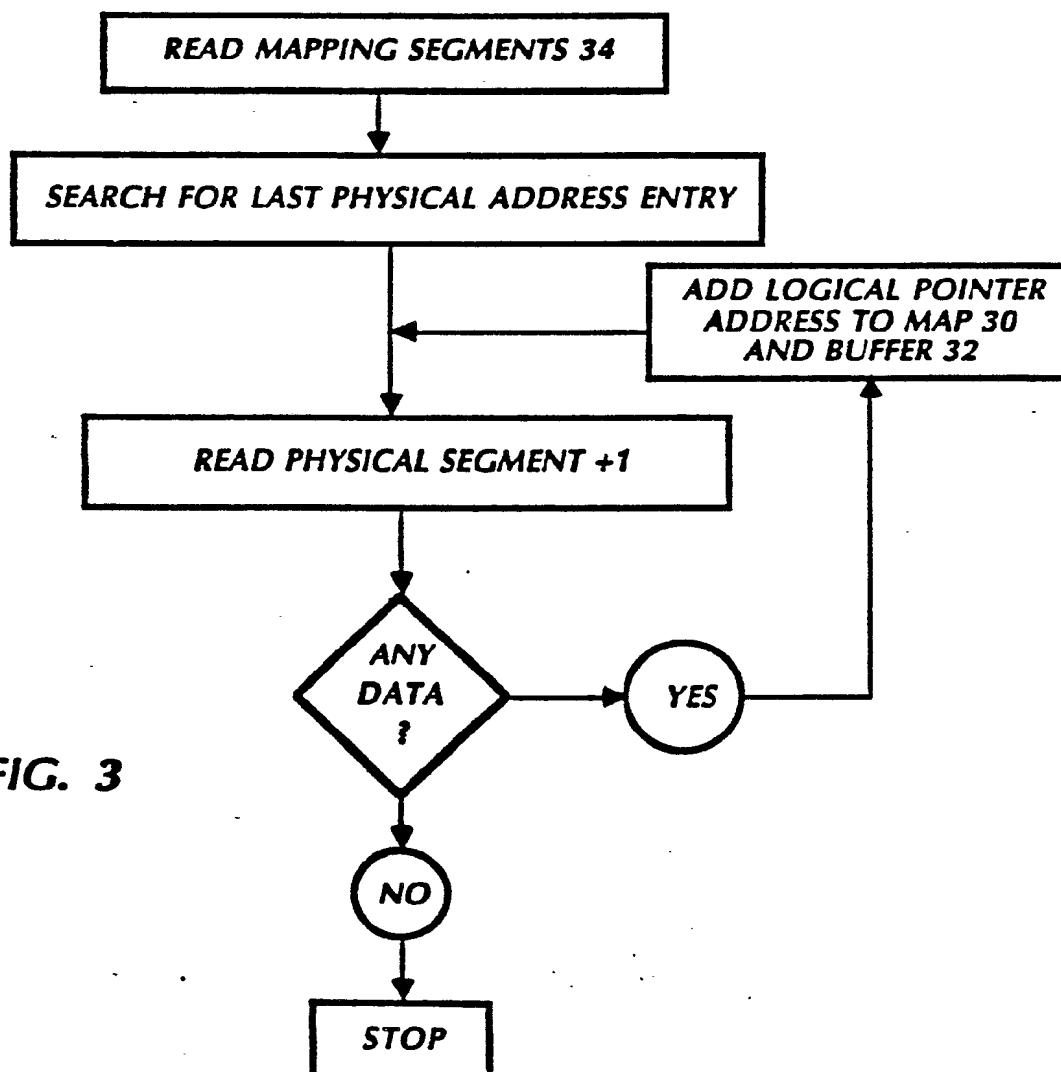 READ MAPPING SEGMENTS 34
SEARCH FOR LAST PHYSICAL ADDRESS ENTRY
ADD LOGICAL POINTER
ADDRESS TO MAP 30
AND BUFFER 32
READ PHYSICAL SEGMENT +1
ANY
DATA
?
YES
FIG. 3
NO
STOP